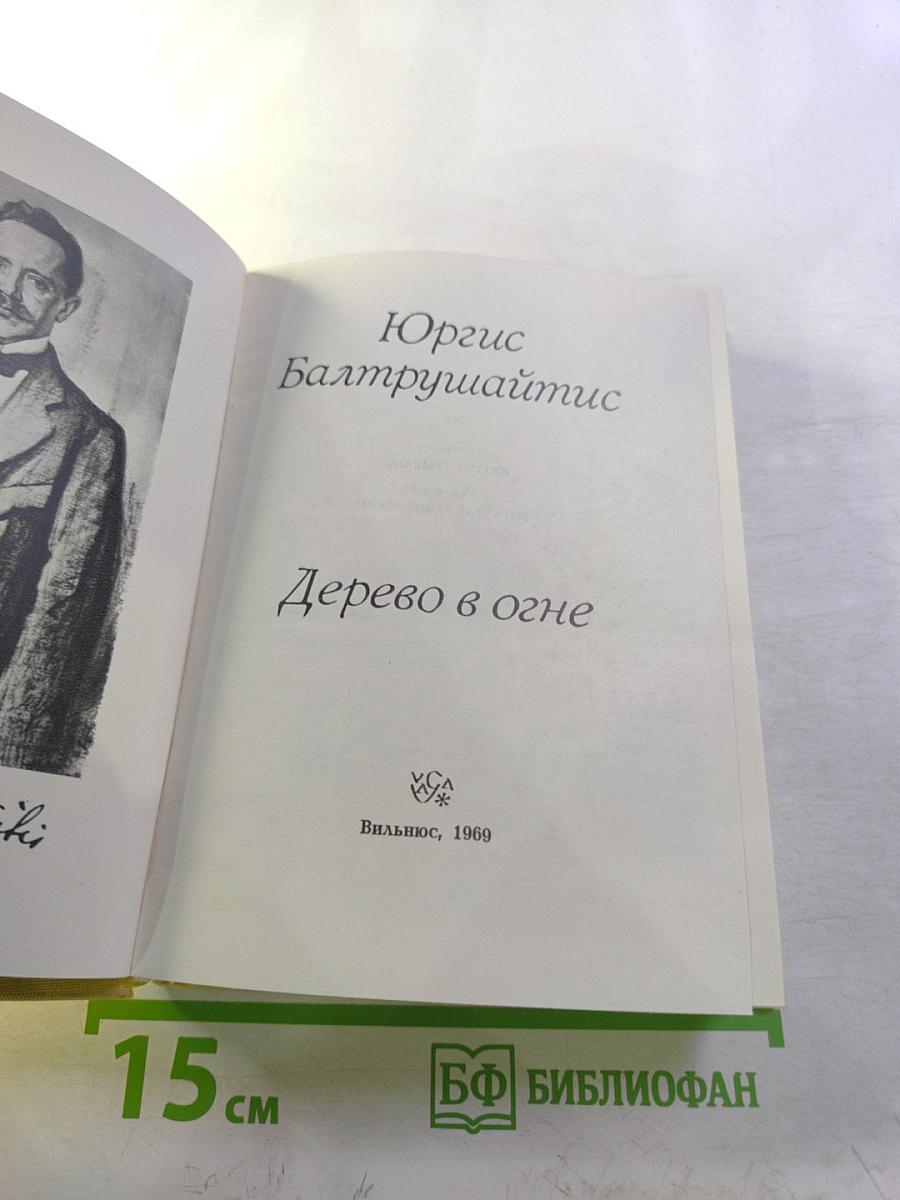 Юргис
Балтрушайтис
Дерево в огне
Вильнюс, 1969
15 см
БФ БИБЛИОФАН